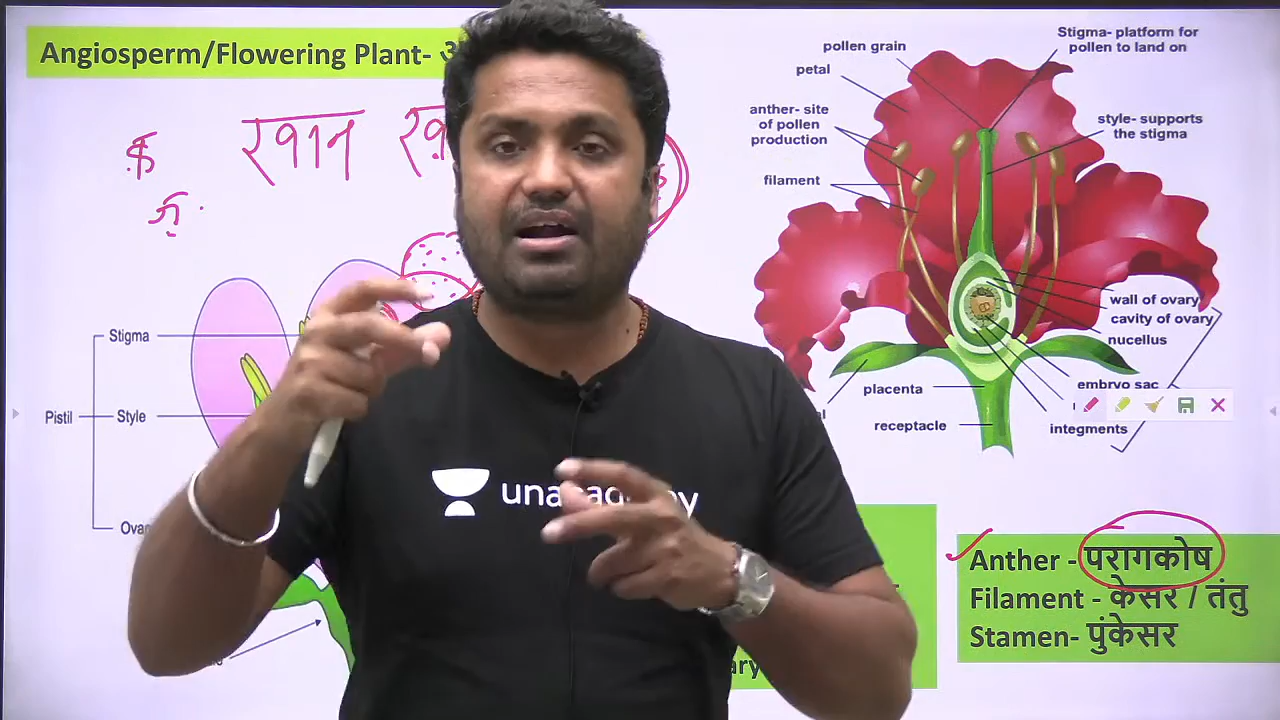 Angiosperm/Flowering Plant-
Stigma
Pistil
Style
unacademy
pollen grain
petal
anther- site
of pollen
production
filament
Stigma- platform for
pollen to land on
style- supports
the stigma
wall of ovary
cavity of ovary
nucellus
embryo sac
integments
placenta
receptacle
Anther - परागकोष
Filament - केसर / तंतु
Stamen- पुंकेसर